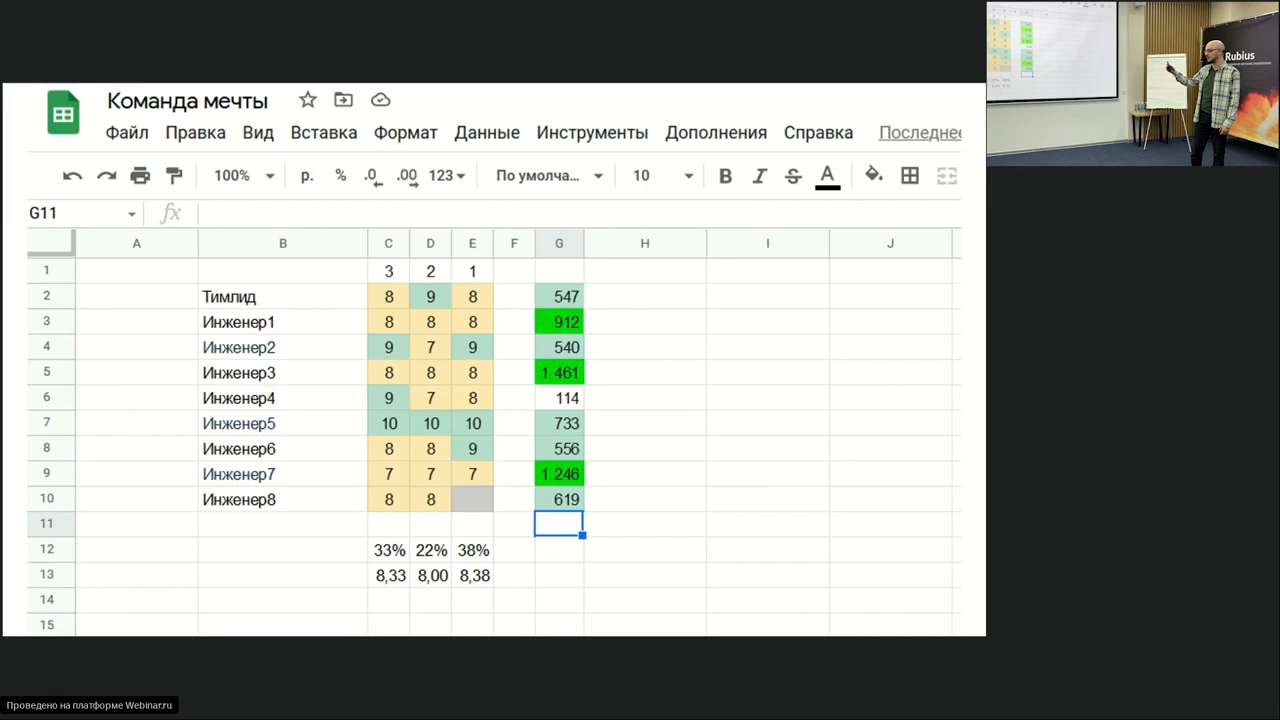 Команда мечты
Файл Правка Вид Вставка Формат Данные Инструменты Дополнения Справка Последнее
100% р. % .0 .00 123 По умолча... 10 B I S A
G11 fx
A B C D E F G H I J
1 3 2 1
2 Тимлид 8 9 8 547
3 Инженер1 8 8 8 912
4 Инженер2 9 7 9 540
5 Инженер3 8 8 8 1 461
6 Инженер4 9 7 8 114
7 Инженер5 10 10 10 733
8 Инженер6 8 8 9 556
9 Инженер7 7 7 7 1 246
10 Инженер8 8 8 619
11
12 33% 22% 38%
13 8,33 8,00 8,38
14
15
Rubius
Проведено на платформе Webinar.ru